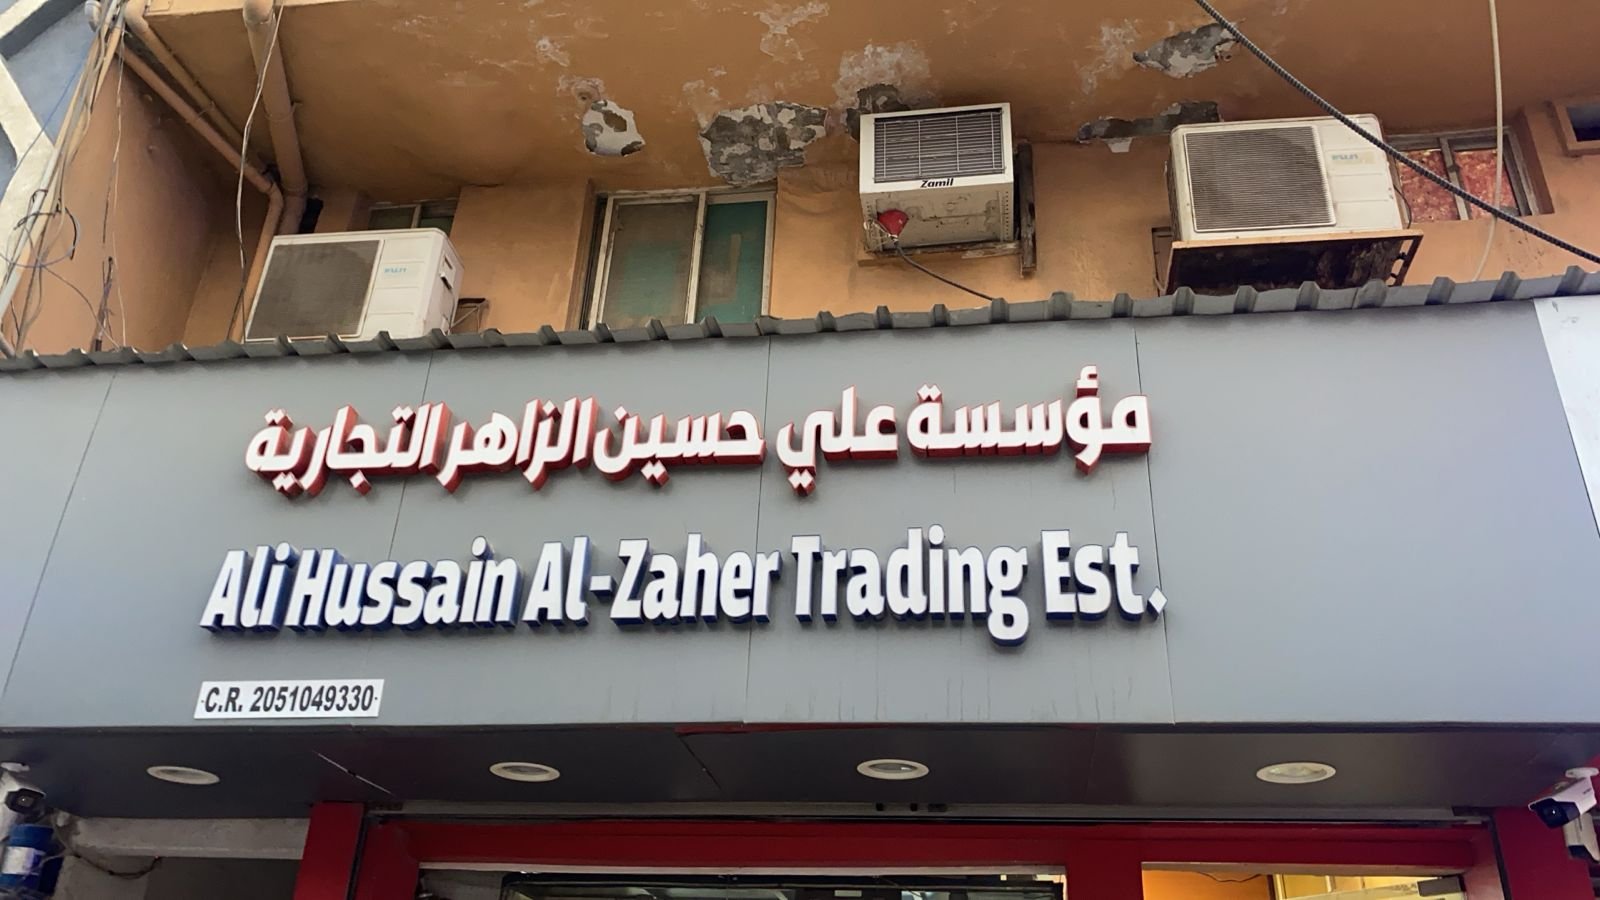 Zamil
مؤسسة علي حسين الزاهر التجارية
Ali Hussain Al-Zaher Trading Est.
C.R. 2051049330